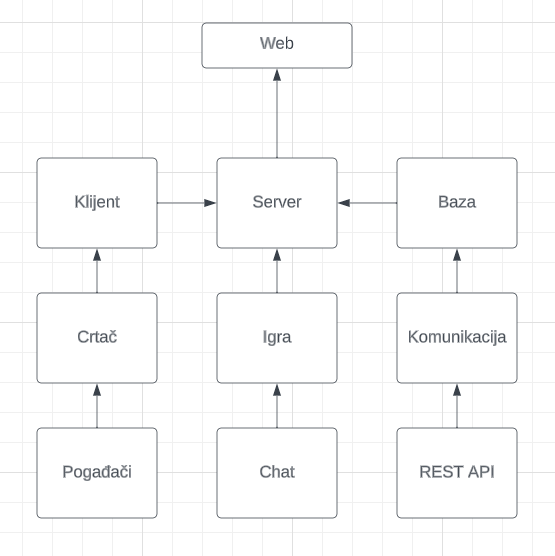 Web
Klijent
Server
Baza
Crtač
Igra
Komunikacija
Pogađači
Chat
REST API